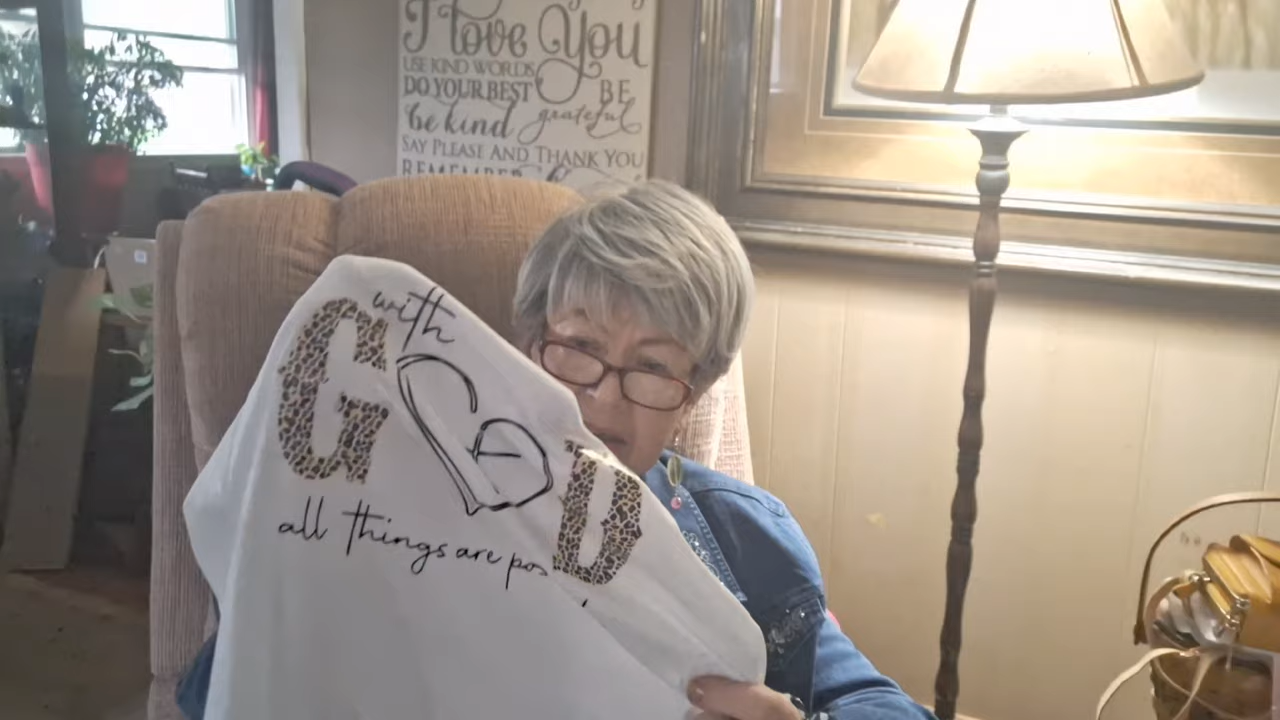 I love You
USE KIND WORDS
DO YOUR BEST BE
be kind grateful
SAY PLEASE AND THANK YOU
REMEMBER
with
G D
all things are pos